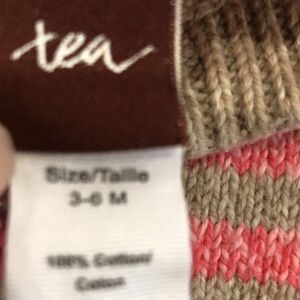 tea
Size/Taille
3-6 M
100% Cotton/
Coton